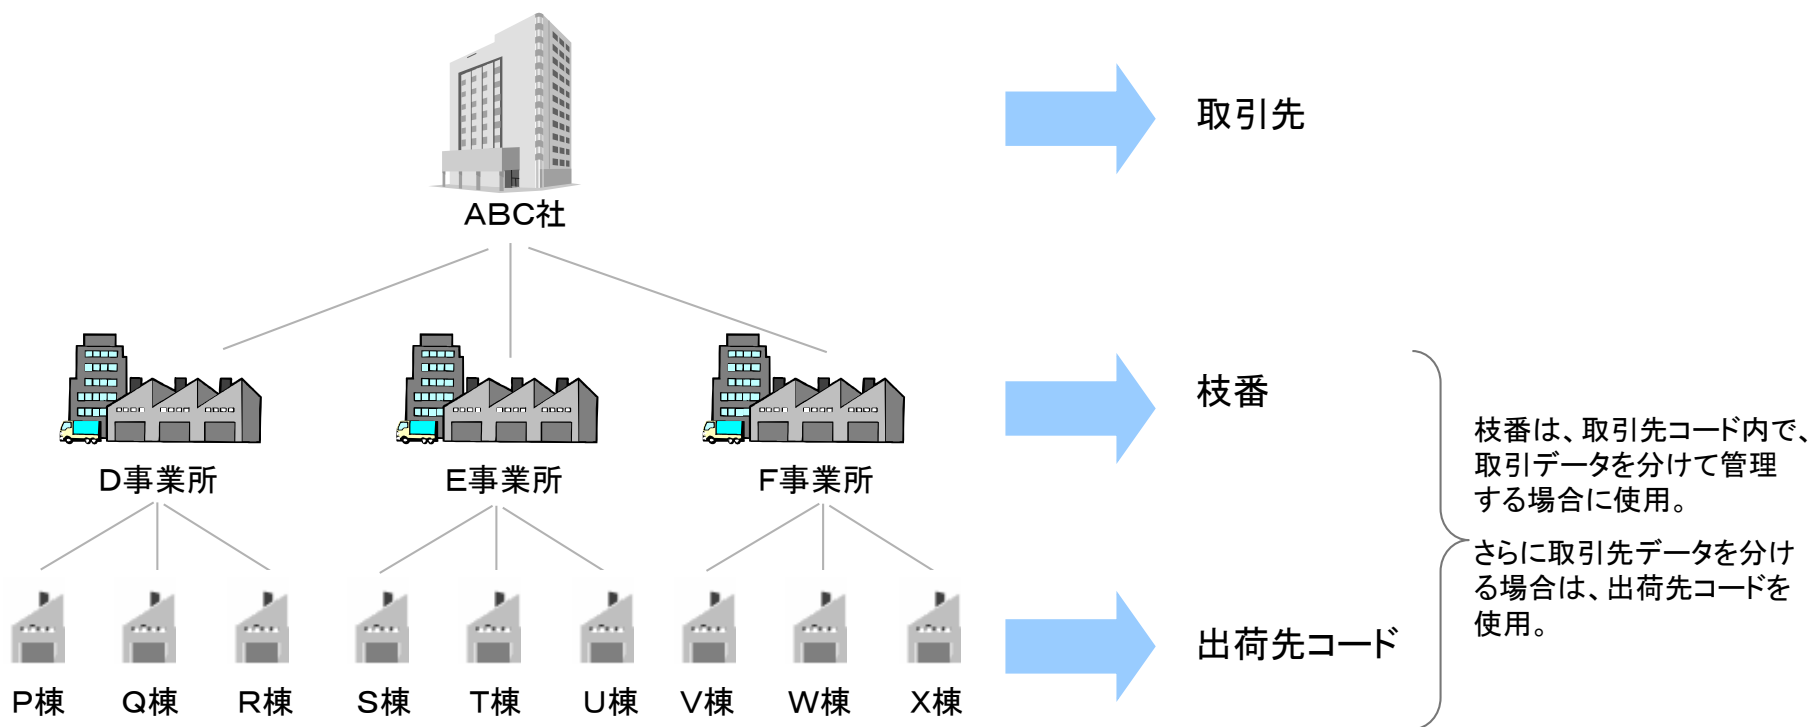 取引先
ABC社
枝番
D事業所
E事業所
F事業所
枝番は、取引先コード内で、
取引データを分けて管理
する場合に使用。
さらに取引先データを分け
る場合は、出荷先コードを
使用。
出荷先コード
P棟
Q棟
R棟
S棟
T棟
U棟
V棟
W棟
X棟